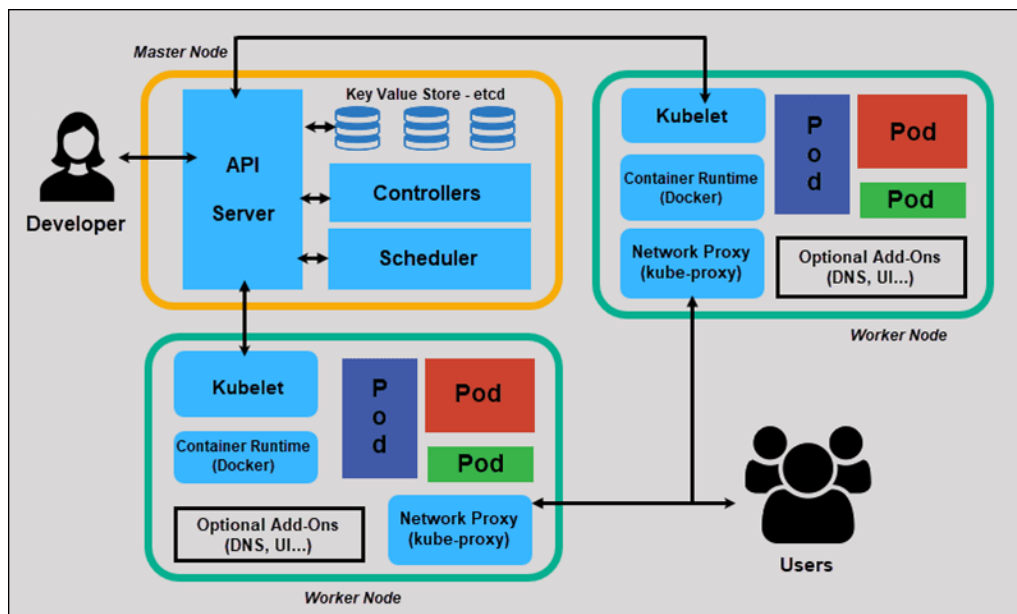 Master Node
Key Value Store - etcd
API
Server
Controllers
Scheduler
Developer
Kubelet
Container Runtime
(Docker)
Network Proxy
(kube-proxy)
P
o
d
Pod
Pod
Optional Add-Ons
(DNS, UI...)
Worker Node
Kubelet
Container Runtime
(Docker)
P
o
d
Pod
Pod
Optional Add-Ons
(DNS, UI...)
Network Proxy
(kube-proxy)
Worker Node
Users